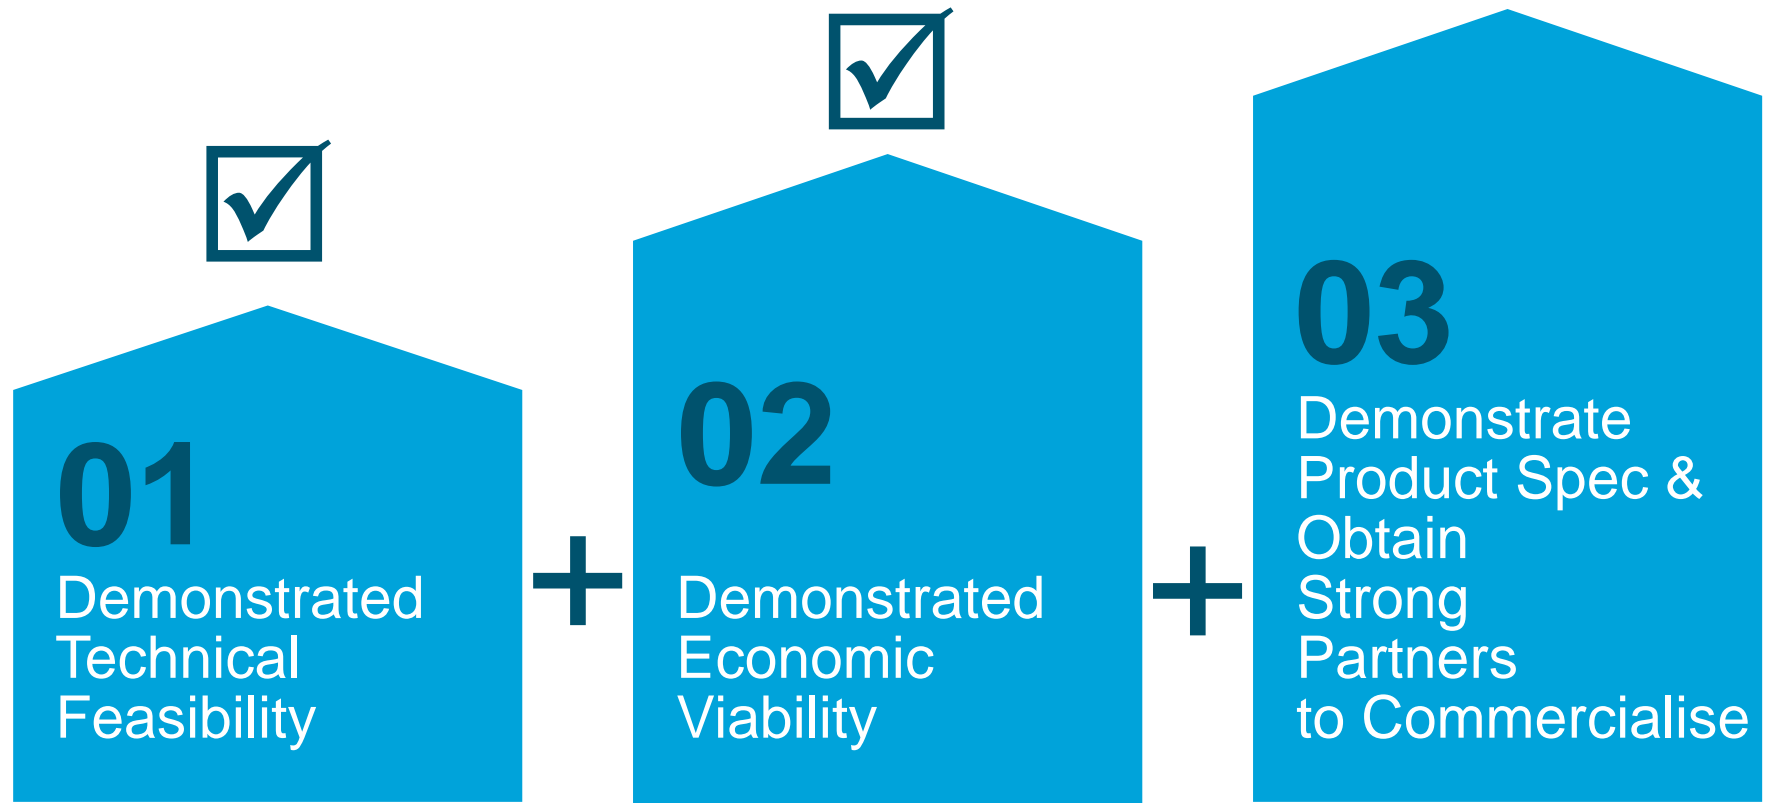 01
Demonstrated
Technical
Feasibility
+
02
Demonstrated
Economic
Viability
+
03
Demonstrate
Product Spec &
Obtain
Strong
Partners
to Commercialise